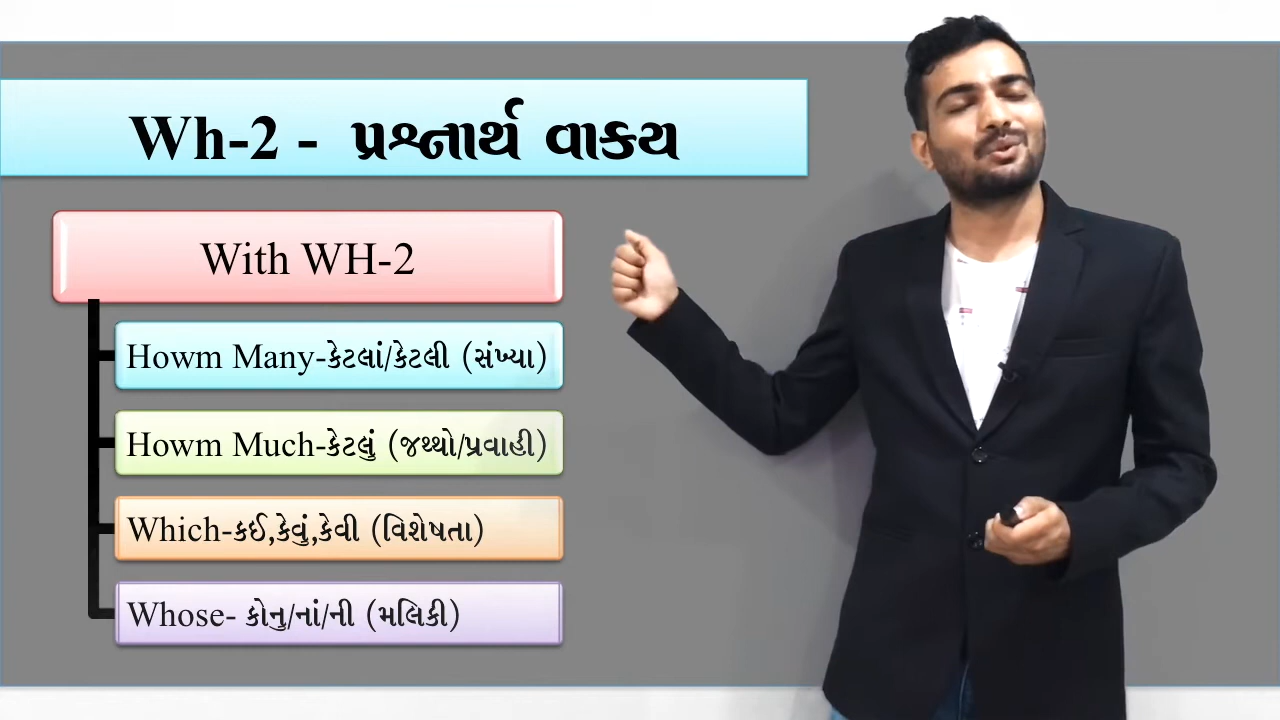 Wh-2 - પ્રશ્નાર્થ વાક્ય
With WH-2
Howm Many-કેટલાં/કેટલી (સંખ્યા)
Howm Much-કેટલું (જથ્થો/પ્રવાહી)
Which-કઈ,કેવું,કેવી (વિશેષતા)
Whose- કોનુ/નાં/ની (મલિકી)